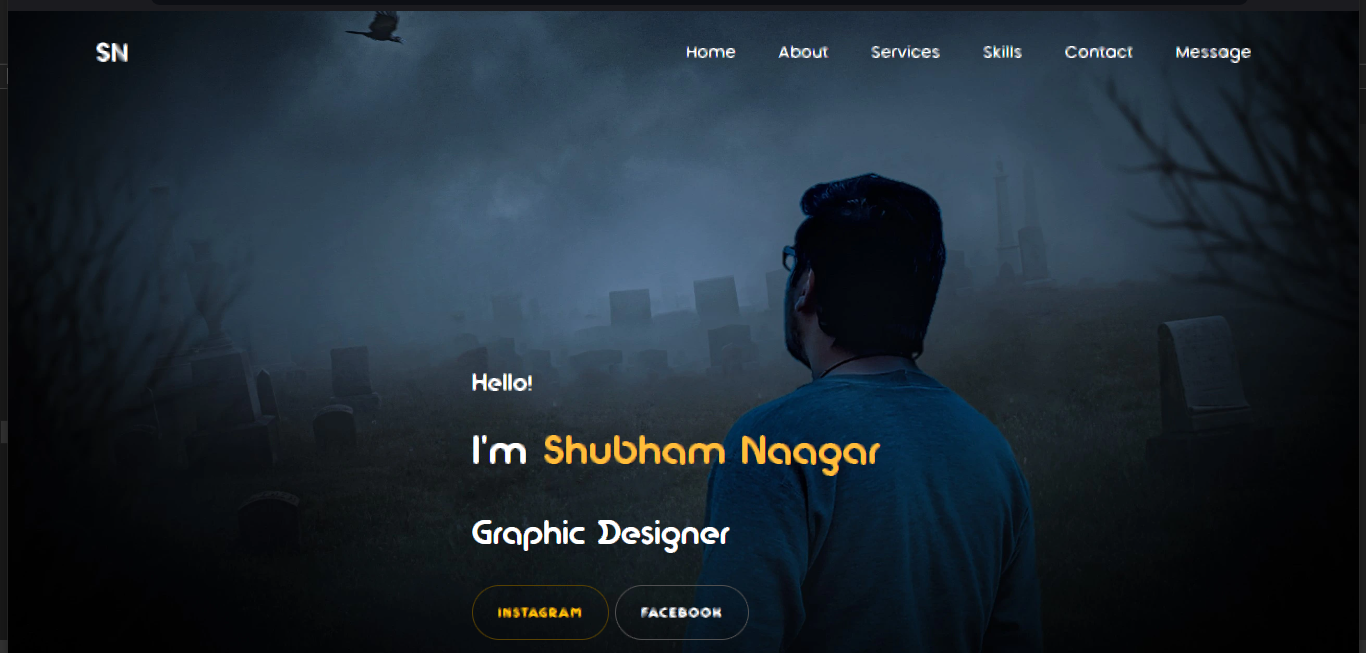 SN
Home About Services Skills Contact Message
Hello!
I'm Shubham Naagar
Graphic Designer
INSTAGRAM FACEBOOK